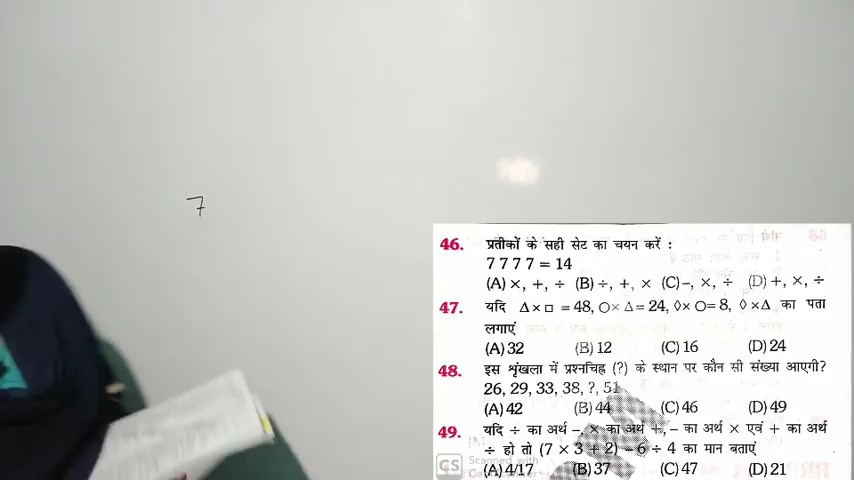 7
46. प्रतीकों के सही सेट का चयन करें :
7 7 7 7 = 14
(A) ×, +, ÷ (B) ÷, +, × (C) –, ×, ÷ (D) +, ×, ÷
47. यदि Δ × □ = 48, ○ × Δ = 24, ◊ × ○ = 8, ◊ × Δ का पता
लगाएं
(A) 32 (B) 12 (C) 16 (D) 24
48. इस श्रृंखला में प्रश्नचिह्न (?) के स्थान पर कौन सी संख्या आएगी?
26, 29, 33, 38, ?, 51
(A) 42 (B) 44 (C) 46 (D) 49
49. यदि ÷ का अर्थ –, × का अर्थ +, – का अर्थ × एवं + का अर्थ
÷ हो तो (7 × 3 + 2) – 6 ÷ 4 का मान बताएं
(A) 4/17 (B) 37 (C) 47 (D) 21
CS Scanned with